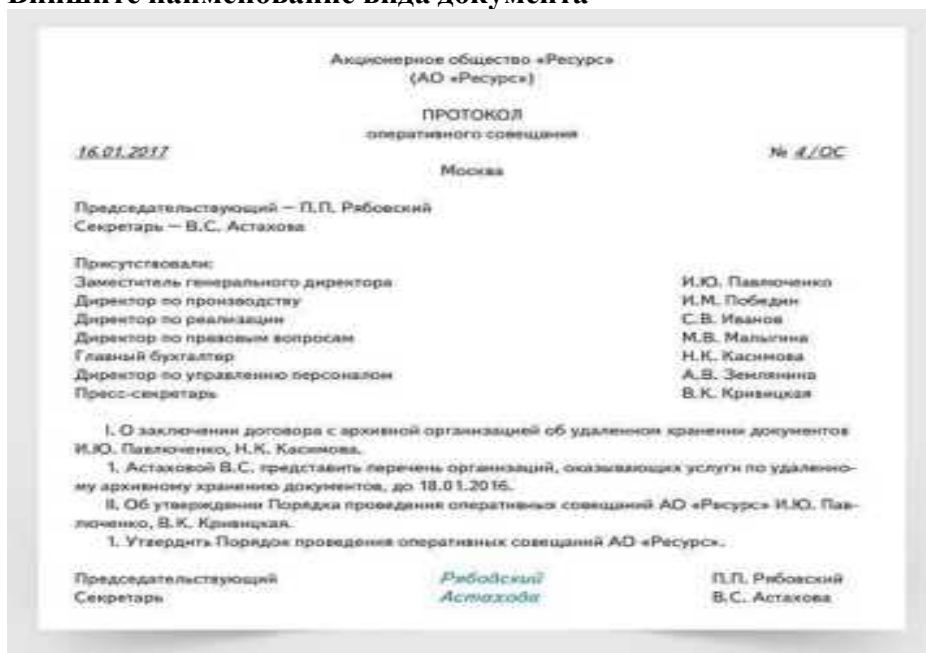 Впишите наименование вида документа
Акционерное общество «Ресурс»
(АО «Ресурс»)
ПРОТОКОЛ
оперативного совещания
16.01.2017 № 4/ОС
Москва
Председательствующий — П.П. Рябовский
Секретарь — В.С. Астахова
Присутствовали:
Заместитель генерального директора И.Ю. Павлюченко
Директор по производству И.М. Победин
Директор по реализации С.В. Иванов
Директор по правовым вопросам М.В. Малыгина
Главный бухгалтер Н.К. Касимова
Директор по управлению персоналом А.В. Землянина
Пресс-секретарь В.К. Кривицкая
I. О заключении договора с архивной организацией об удаленном хранении документов
И.Ю. Павлюченко, Н.К. Касимова.
1. Астаховой В.С. представить перечень организаций, оказывающих услуги по удаленно-
му архивному хранению документов, до 18.01.2016.
II. Об утверждении Порядка проведения оперативных совещаний АО «Ресурс» И.Ю. Пав-
люченко, В.К. Кривицкая.
1. Утвердить Порядок проведения оперативных совещаний АО «Ресурс».
Председательствующий Рябовский П.П. Рябовский
Секретарь Астахова В.С. Астахова